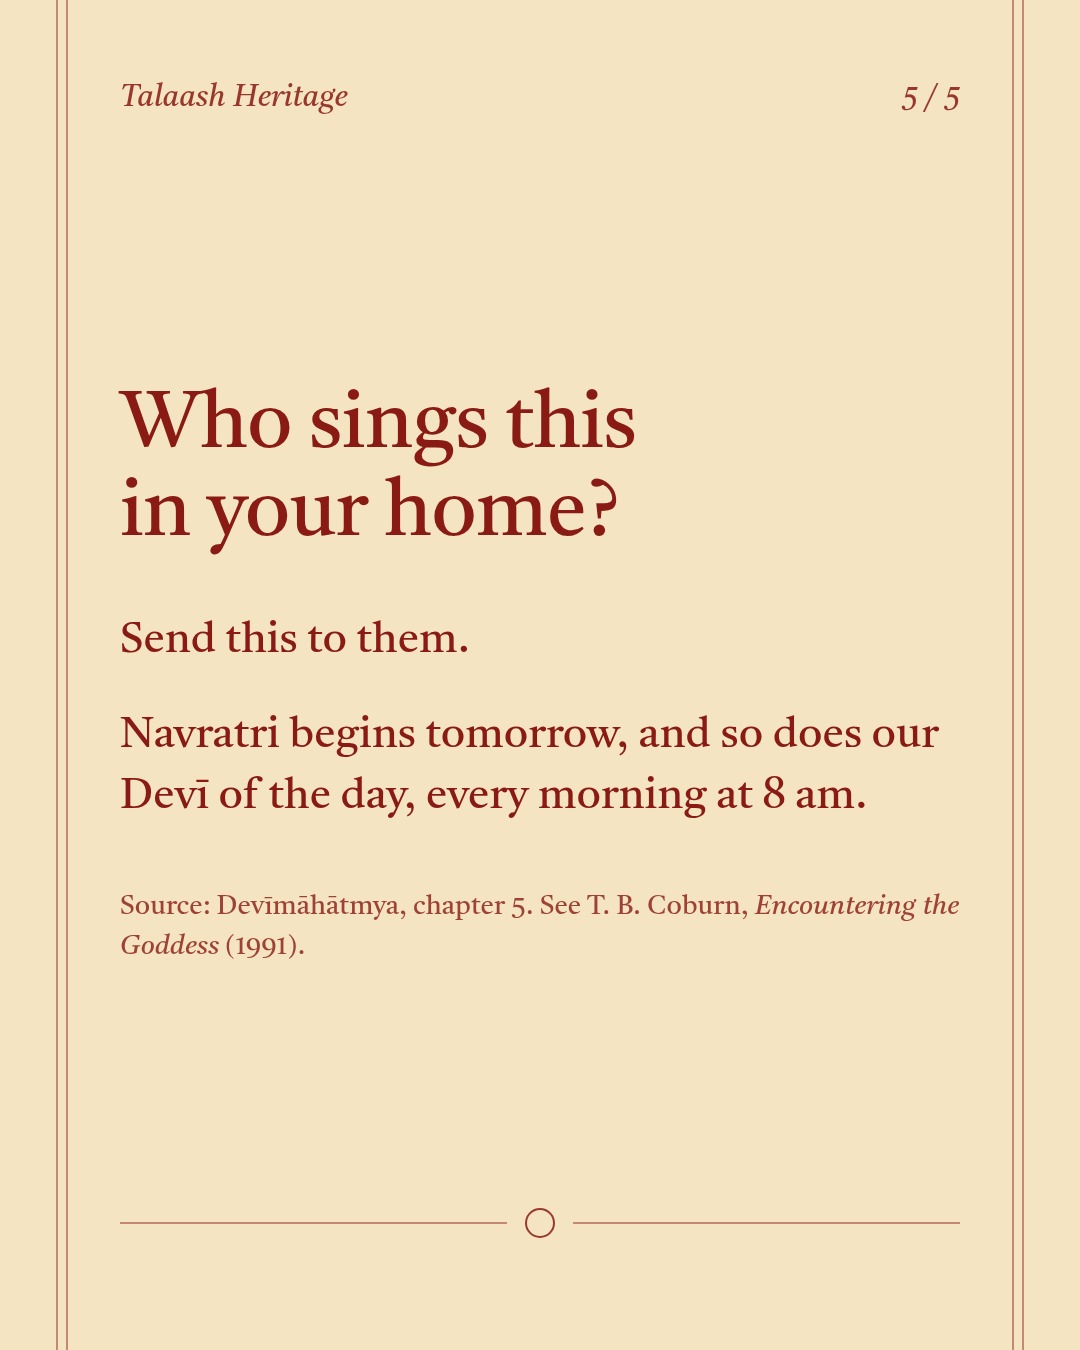 Talaash Heritage
5 / 5
Who sings this
in your home?
Send this to them.
Navratri begins tomorrow, and so does our
Devī of the day, every morning at 8 am.
Source: Devīmāhātmya, chapter 5. See T. B. Coburn, Encountering the
Goddess (1991).